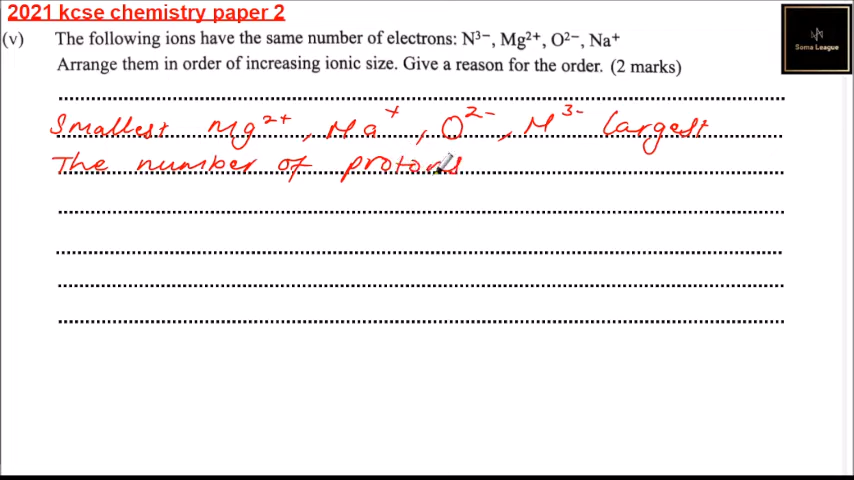 2021 kcse chemistry paper 2
(v) The following ions have the same number of electrons: N³⁻, Mg²⁺, O²⁻, Na⁺
Arrange them in order of increasing ionic size. Give a reason for the order. (2 marks)
Smallest Mg²⁺, Na⁺, O²⁻, N³⁻ largest
The number of protons
Soma League